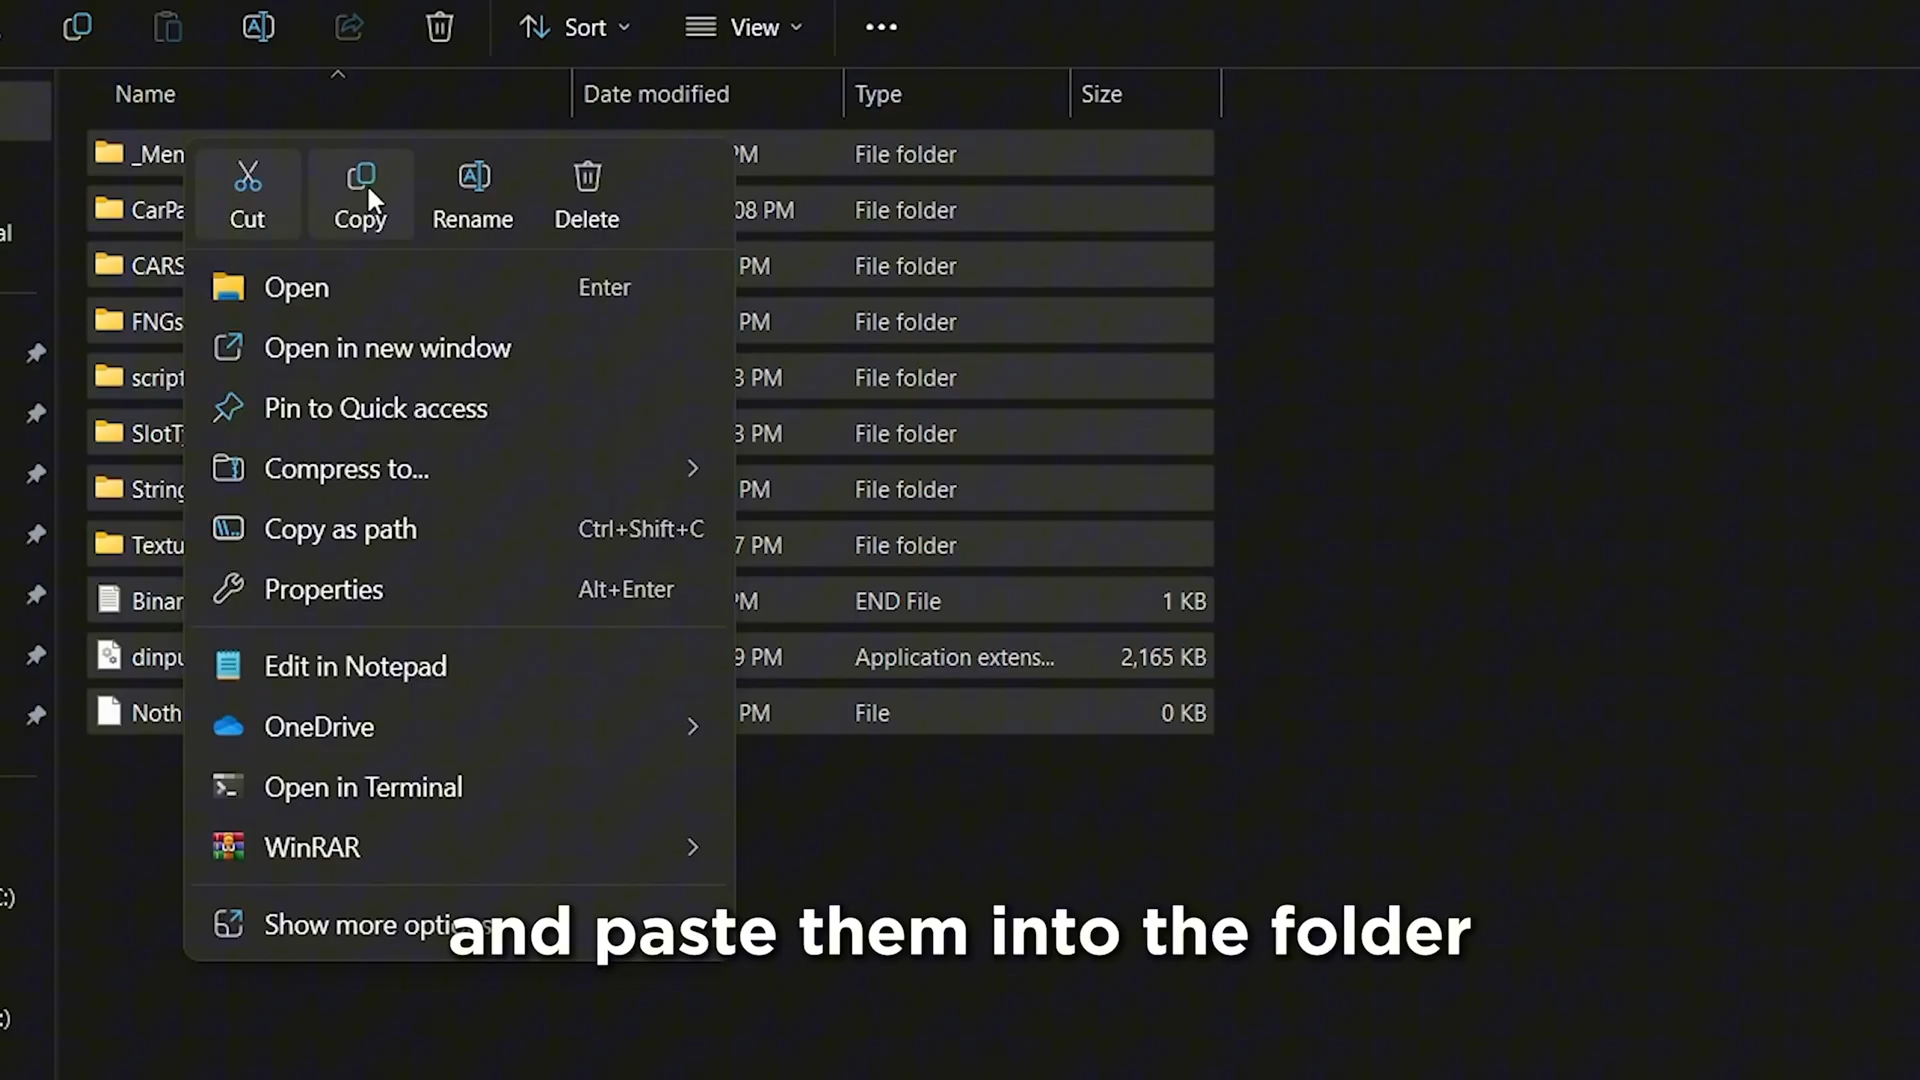 Sort
View
Name
Date modified
Type
Size
_Men
PM
File folder
CarPa
08 PM
File folder
CARS
PM
File folder
FNGs
PM
File folder
script
3 PM
File folder
SlotT
3 PM
File folder
String
PM
File folder
Textu
7 PM
File folder
Binar
PM
END File
1 KB
dinpu
9 PM
Application extens...
2,165 KB
Noth
PM
File
0 KB
Cut
Copy
Rename
Delete
Open
Enter
Open in new window
Pin to Quick access
Compress to...
Copy as path
Ctrl+Shift+C
Properties
Alt+Enter
Edit in Notepad
OneDrive
Open in Terminal
WinRAR
Show more options
and paste them into the folder
al
:)
:)